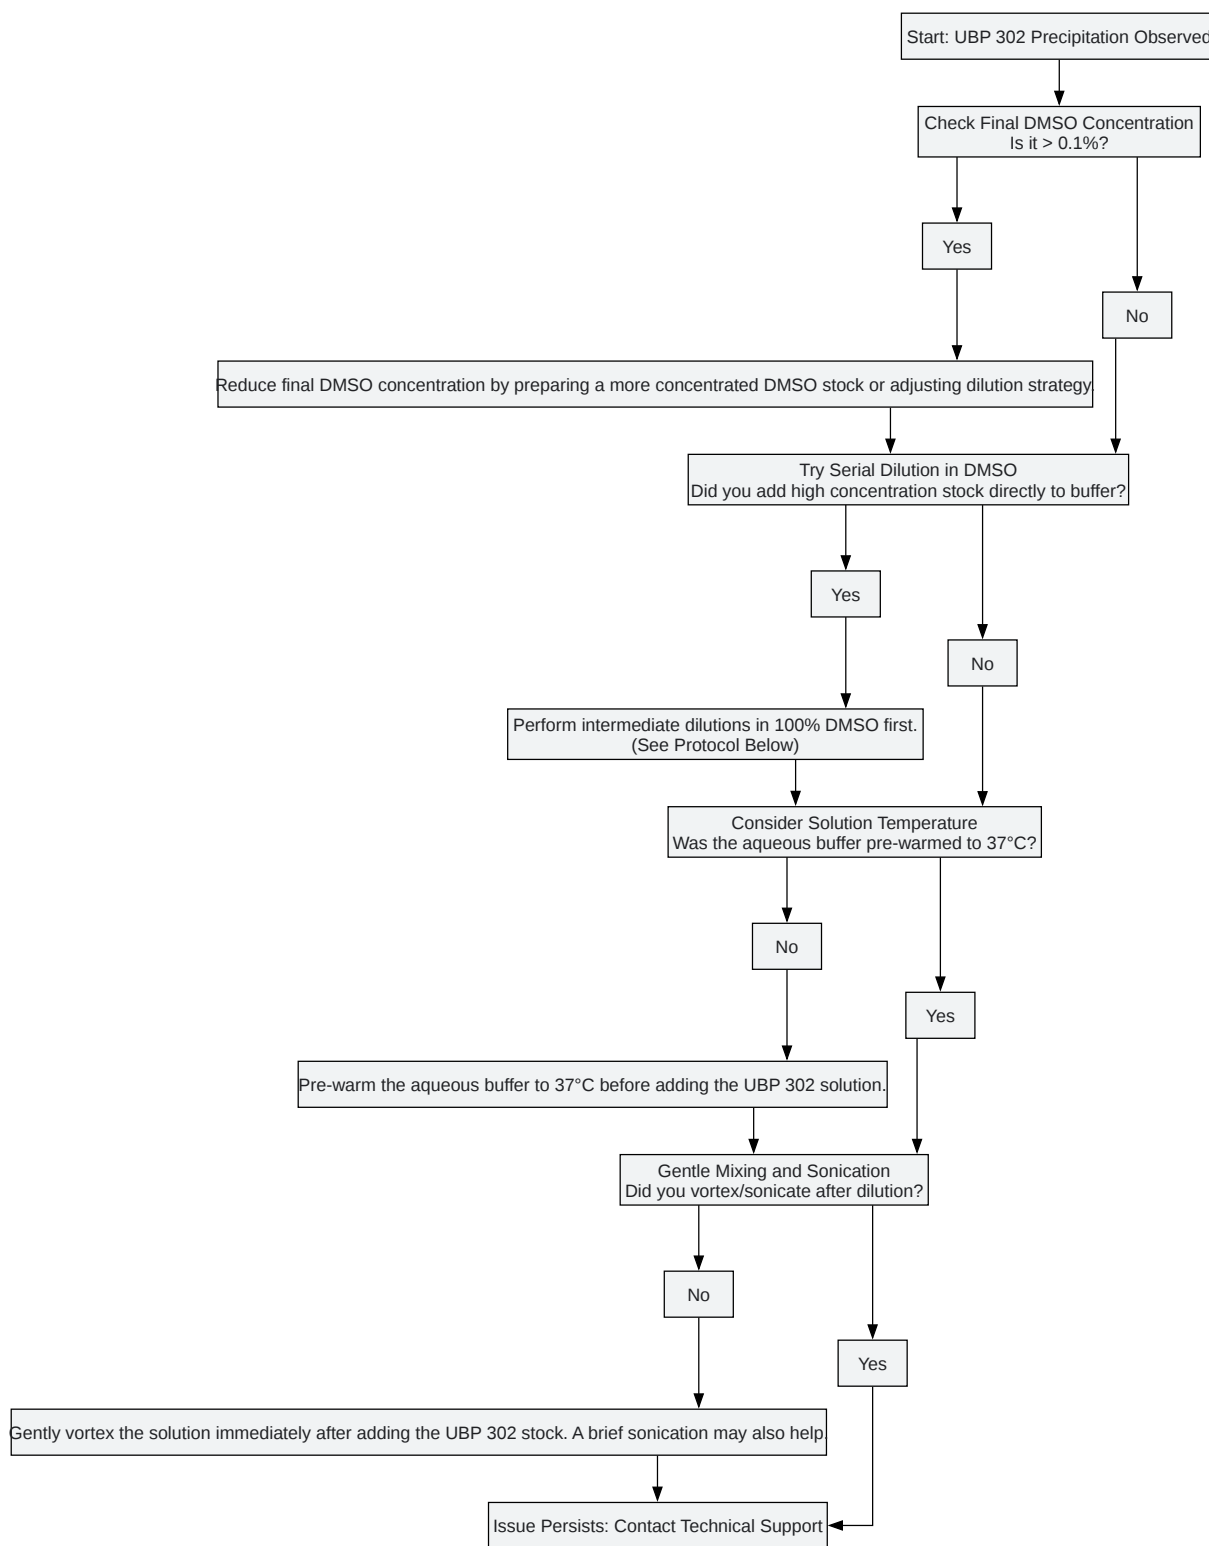 Start: UBP 302 Precipitation Observed
Check Final DMSO Concentration
Is it > 0.1%?
Yes
No
Reduce final DMSO concentration by preparing a more concentrated DMSO stock or adjusting dilution strategy.
Try Serial Dilution in DMSO
Did you add high concentration stock directly to buffer?
Yes
No
Perform intermediate dilutions in 100% DMSO first.
(See Protocol Below)
Consider Solution Temperature
Was the aqueous buffer pre-warmed to 37°C?
No
Yes
Pre-warm the aqueous buffer to 37°C before adding the UBP 302 solution.
Gentle Mixing and Sonication
Did you vortex/sonicate after dilution?
No
Yes
Gently vortex the solution immediately after adding the UBP 302 stock. A brief sonication may also help.
Issue Persists: Contact Technical Support